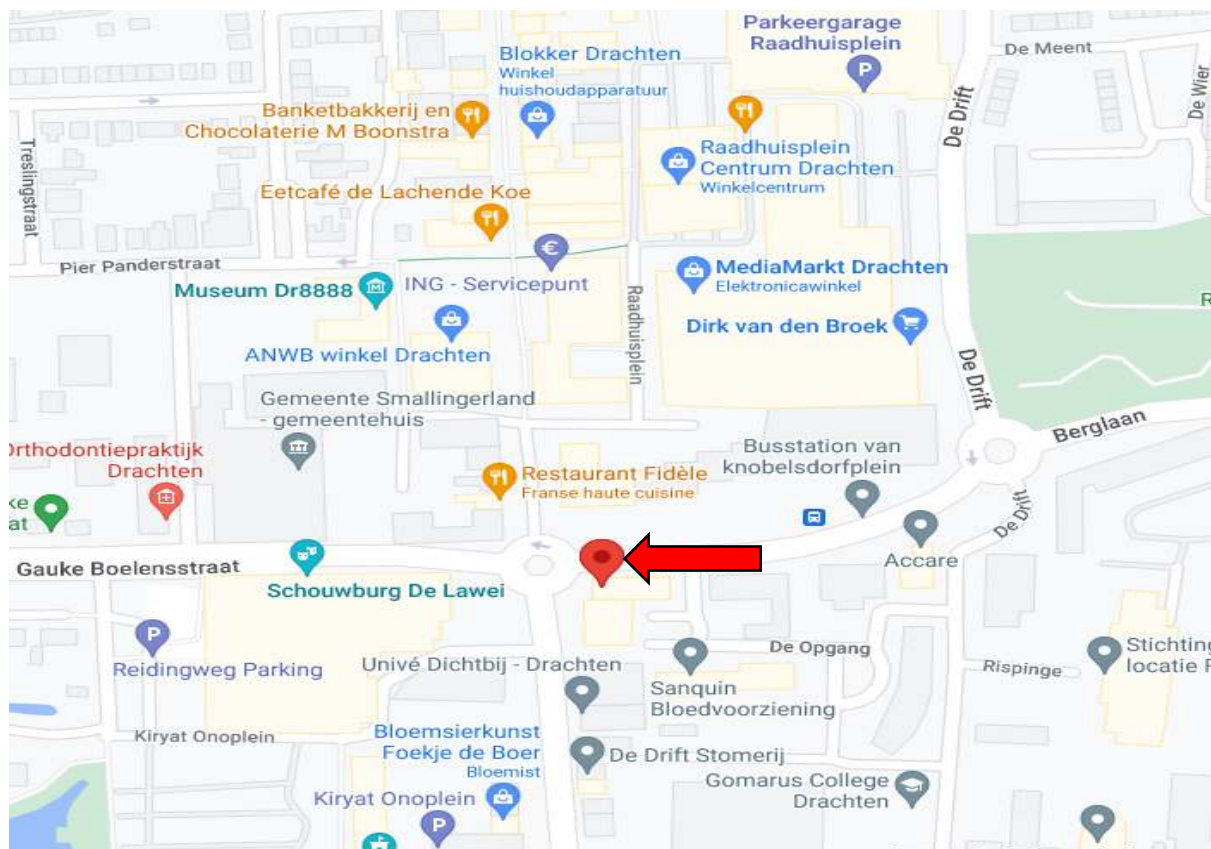 Parkeergarage
Raadhuisplein
P
De Meent
De Wier
De Drift
Blokker Drachten
Winkel
huishoudapparatuur
Banketbakkerij en
Chocolaterie M Boonstra
Treslingstraat
Raadhuisplein
Centrum Drachten
Winkelcentrum
Eetcafé de Lachende Koe
Pier Panderstraat
Museum Dr8888
M
€
ING - Servicepunt
MediaMarkt Drachten
Elektronicawinkel
R
Raadhuisplein
Dirk van den Broek
ANWB winkel Drachten
De Drift
Gemeente Smallingerland
- gemeentehuis
Berglaan
Orthodontiepraktijk
Drachten
Busstation van
knobelsdorfplein
Restaurant Fidèle
Franse haute cuisine
ke
at
De Drift
Gauke Boelensstraat
Schouwburg De Lawei
Accare
P
Reidingweg Parking
De Opgang
Univé Dichtbij - Drachten
Rispinge
Stichting
locatie
Sanquin
Bloedvoorziening
Kiryat Onoplein
Bloemsierkunst
Foekje de Boer
Bloemist
De Drift Stomerij
Gomarus College
Drachten
Kiryat Onoplein
P